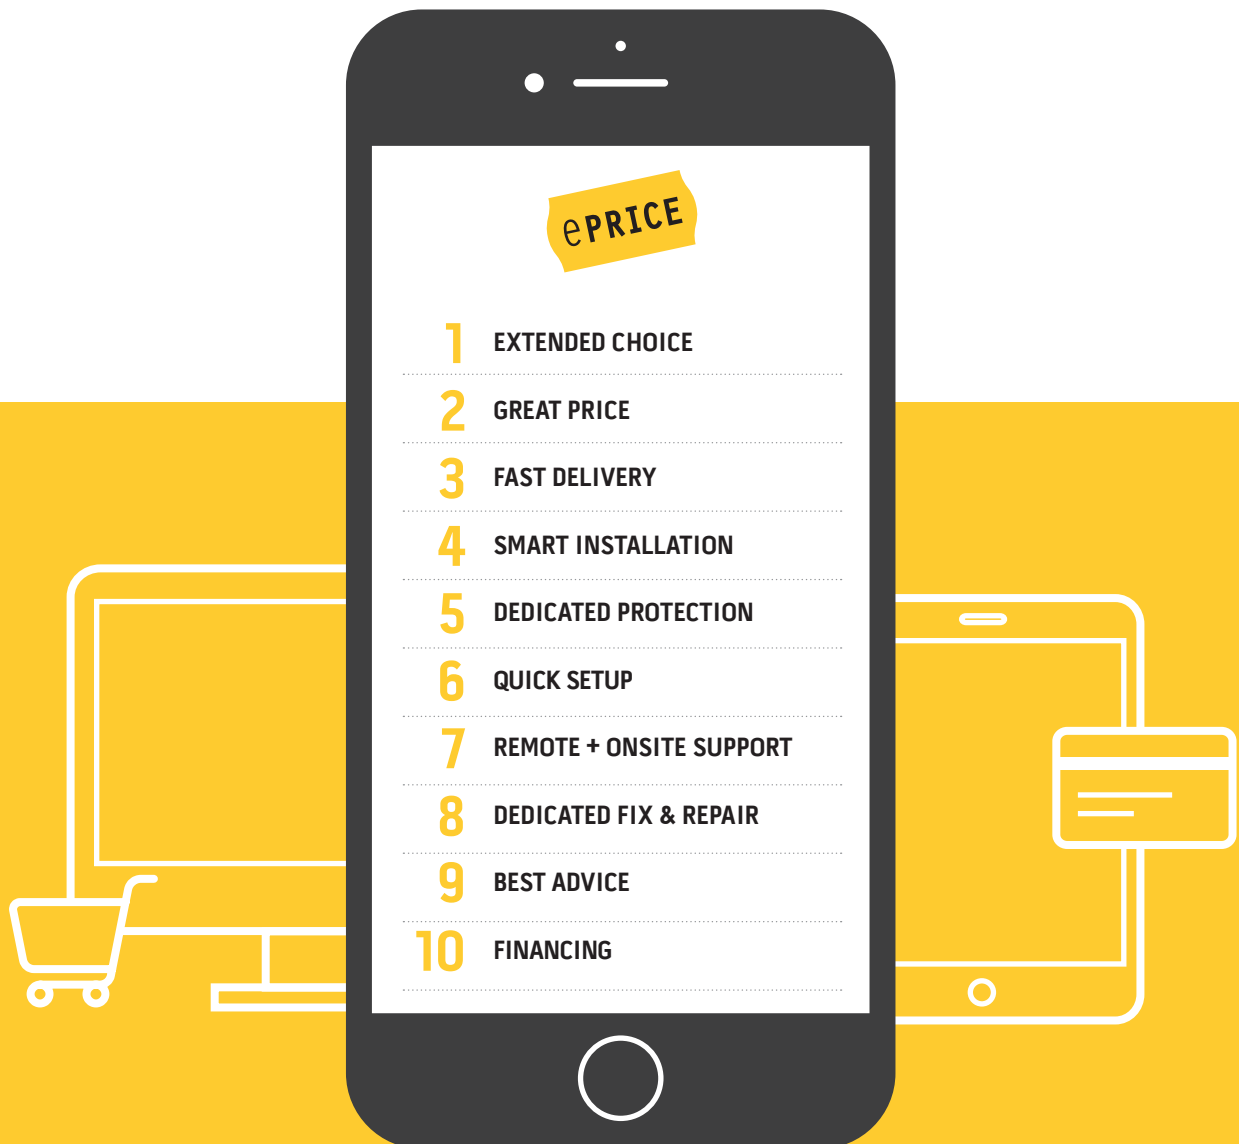 ePRICE
1 EXTENDED CHOICE
2 GREAT PRICE
3 FAST DELIVERY
4 SMART INSTALLATION
5 DEDICATED PROTECTION
6 QUICK SETUP
7 REMOTE + ONSITE SUPPORT
8 DEDICATED FIX & REPAIR
9 BEST ADVICE
10 FINANCING